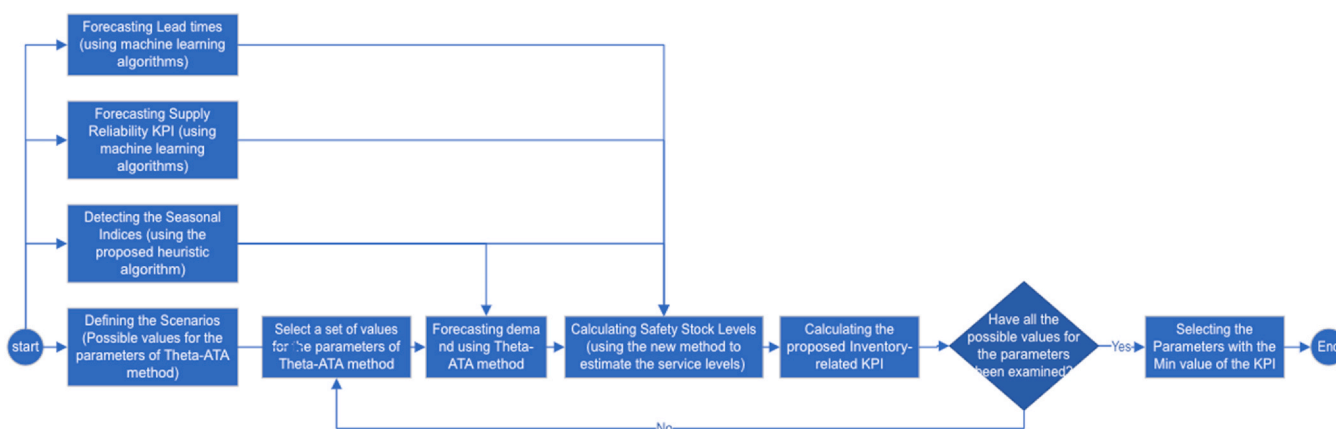 Forecasting Lead times
(using machine learning
algorithms)
Forecasting Supply
Reliability KPI (using
machine learning
algorithms)
Detecting the Seasonal
Indices (using the
proposed heuristic
algorithm)
start
Defining the Scenarios
(Possible values for the
parameters of Theta-ATA
method)
Select a set of values
for the parameters of
Theta-ATA method
Forecasting dema
nd using Theta-
ATA method
Calculating Safety Stock Levels
(using the new method to
estimate the service levels)
Calculating the
proposed Inventory-
related KPI
Have all the
possible values for
the parameters
been examined?
Yes
Selecting the
Parameters with the
Min value of the KPI
End
No